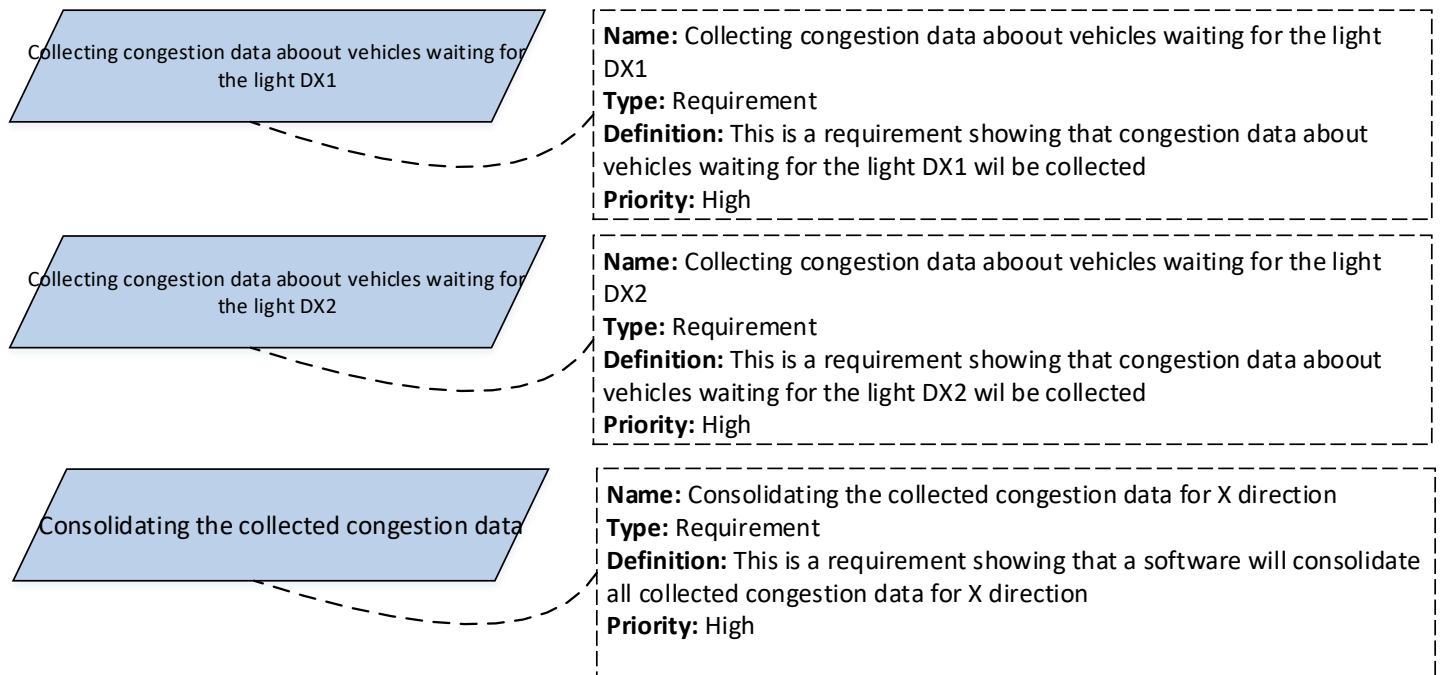 Collecting congestion data aboout vehicles waiting for
the light DX1
Name: Collecting congestion data aboout vehicles waiting for the light
DX1
Type: Requirement
Definition: This is a requirement showing that congestion data about
vehicles waiting for the light DX1 wil be collected
Priority: High
Collecting congestion data aboout vehicles waiting for
the light DX2
Name: Collecting congestion data aboout vehicles waiting for the light
DX2
Type: Requirement
Definition: This is a requirement showing that congestion data aboout
vehicles waiting for the light DX2 wil be collected
Priority: High
Consolidating the collected congestion data
Name: Consolidating the collected congestion data for X direction
Type: Requirement
Definition: This is a requirement showing that a software will consolidate
all collected congestion data for X direction
Priority: High